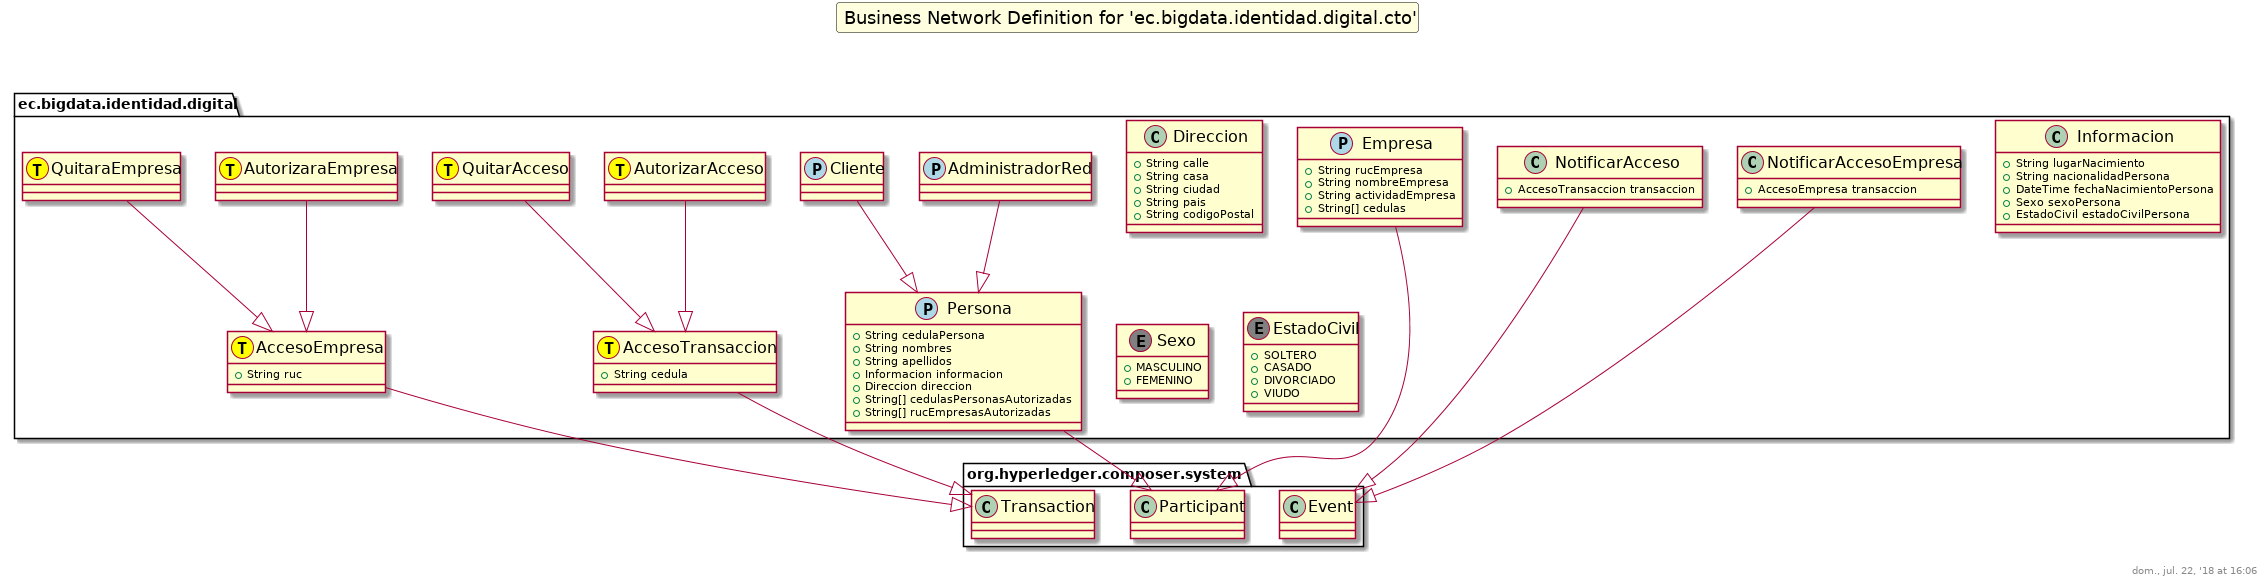 Business Network Definition for 'ec.bigdata.identidad.digital.cto'
ec.bigdata.identidad.digital
T QuitaraEmpresa
T AutorizaraEmpresa
T QuitarAcceso
T AutorizarAcceso
P Cliente
P AdministradorRed
C Direccion
String calle
String casa
String ciudad
String pais
String codigoPostal
P Empresa
String rucEmpresa
String nombreEmpresa
String actividadEmpresa
String[] cedulas
C NotificarAcceso
AccesoTransaccion transaccion
C NotificarAccesoEmpresa
AccesoEmpresa transaccion
C Informacion
String lugarNacimiento
String nacionalidadPersona
DateTime fechaNacimientoPersona
Sexo sexoPersona
EstadoCivil estadoCivilPersona
T AccesoEmpresa
String ruc
T AccesoTransaccion
String cedula
P Persona
String cedulaPersona
String nombres
String apellidos
Informacion informacion
Direccion direccion
String[] cedulasPersonasAutorizadas
String[] rucEmpresasAutorizadas
E Sexo
MASCULINO
FEMENINO
E EstadoCivil
SOLTERO
CASADO
DIVORCIADO
VIUDO
org.hyperledger.composer.system
C Transaction
C Participant
C Event
dom., jul. 22, '18 at 16:06